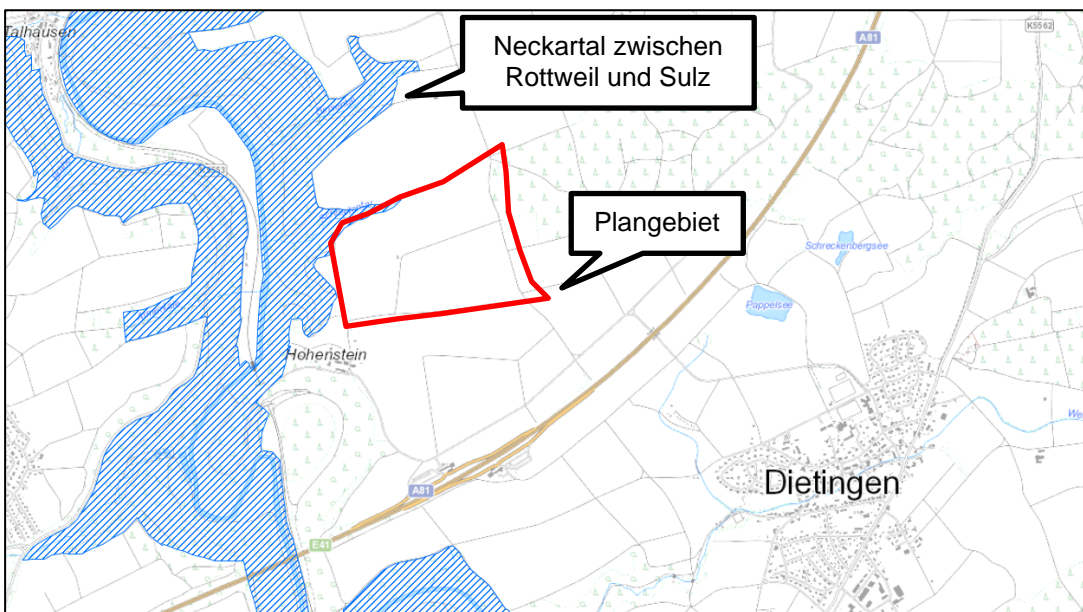 Talhausen
Neckartal zwischen
Rottweil und Sulz
A81
K5562
Plangebiet
Schreckenbergsee
Pappelsee
Hohenstein
Dietingen
A81
E41